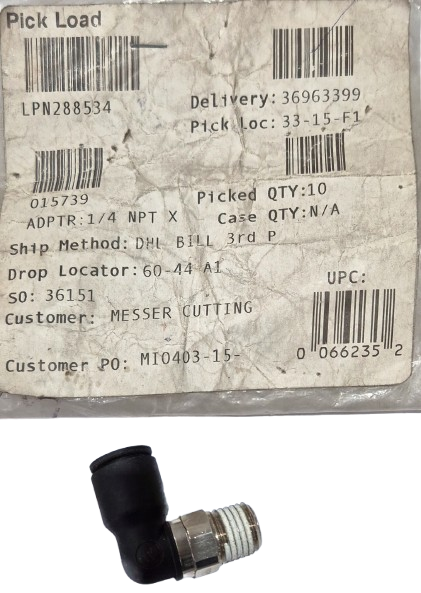 Pick Load
LPN288534
Delivery: 36963399
Pick Loc: 33-15-F1
015739
Picked QTY:10
ADPTR:1/4 NPT X
Case QTY:N/A
Ship Method: DHL BILL 3rd P
Drop Locator: 60-44 A1
SO: 36151
UPC:
Customer: MESSER CUTTING
0 066235 2
Customer PO: MI0403-15-